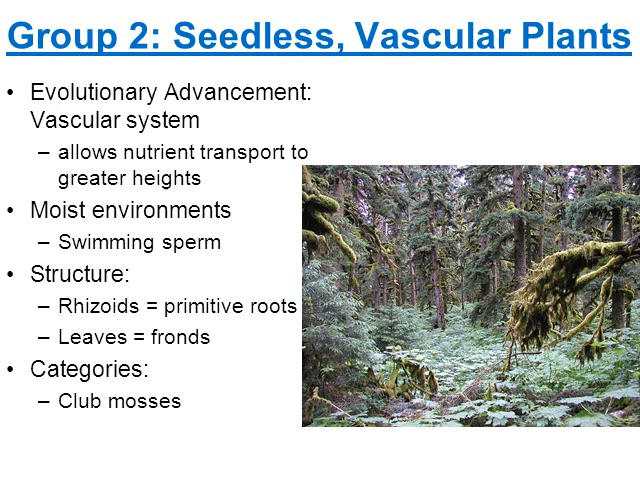 Group 2: Seedless, Vascular Plants
• Evolutionary Advancement:
Vascular system
– allows nutrient transport to
greater heights
• Moist environments
– Swimming sperm
• Structure:
– Rhizoids = primitive roots
– Leaves = fronds
• Categories:
– Club mosses